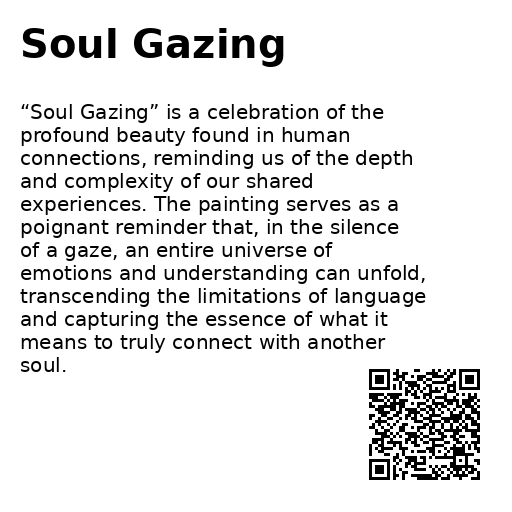 Soul Gazing
“Soul Gazing” is a celebration of the
profound beauty found in human
connections, reminding us of the depth
and complexity of our shared
experiences. The painting serves as a
poignant reminder that, in the silence
of a gaze, an entire universe of
emotions and understanding can unfold,
transcending the limitations of language
and capturing the essence of what it
means to truly connect with another
soul.